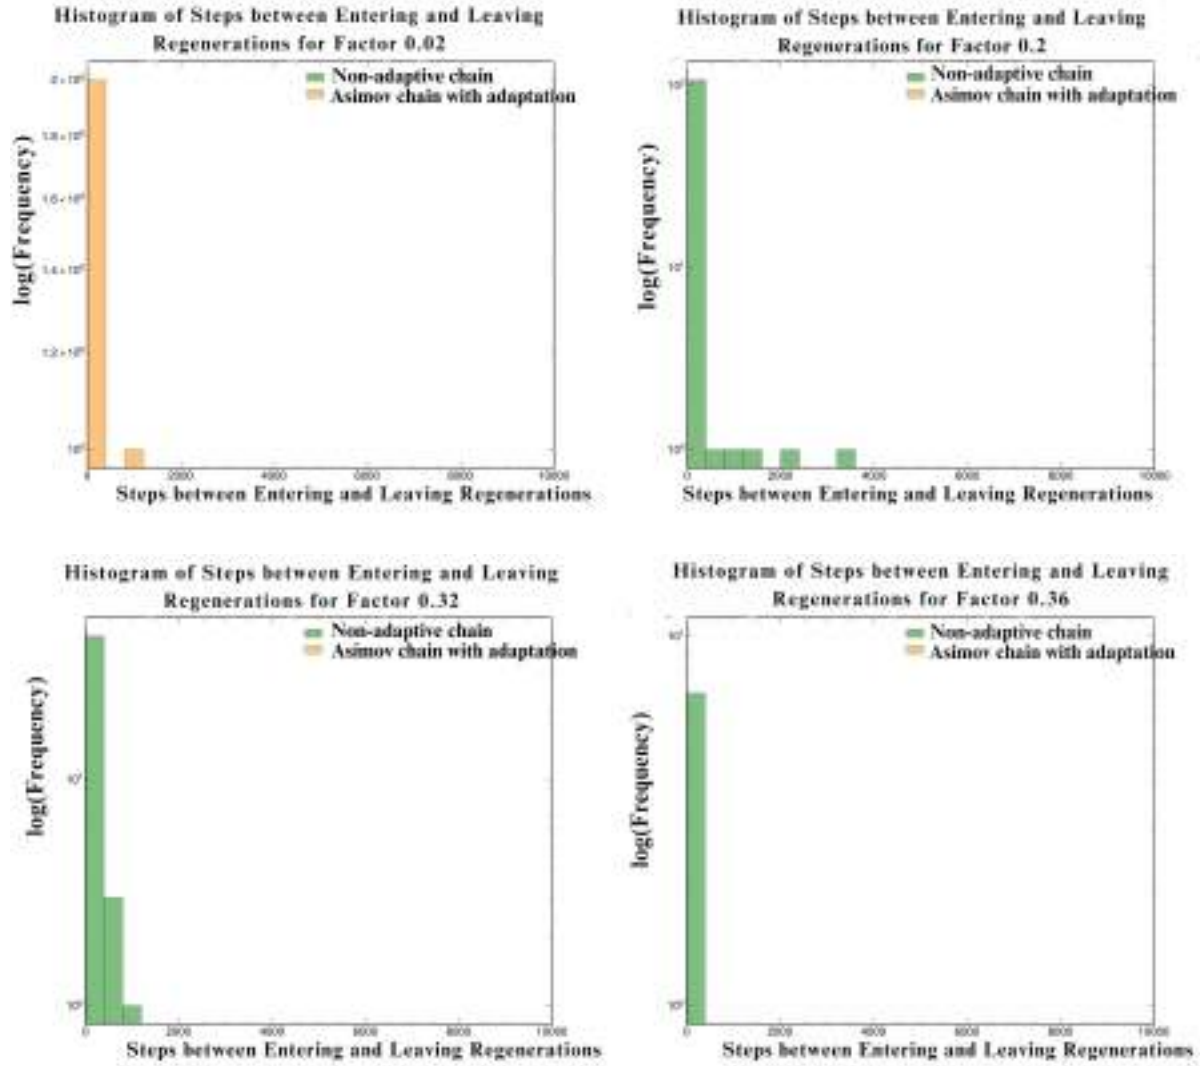 Histogram of Steps between Entering and Leaving
Regenerations for Factor 0.02
Non-adaptive chain
Asimov chain with adaptation
log(Frequency)
0
2000
4000
6000
8000
10000
Steps between Entering and Leaving Regenerations
Histogram of Steps between Entering and Leaving
Regenerations for Factor 0.2
Non-adaptive chain
Asimov chain with adaptation
log(Frequency)
0
2000
4000
6000
8000
10000
Steps between Entering and Leaving Regenerations
Histogram of Steps between Entering and Leaving
Regenerations for Factor 0.32
Non-adaptive chain
Asimov chain with adaptation
log(Frequency)
0
2000
4000
6000
8000
10000
Steps between Entering and Leaving Regenerations
Histogram of Steps between Entering and Leaving
Regenerations for Factor 0.36
Non-adaptive chain
Asimov chain with adaptation
log(Frequency)
0
2000
4000
6000
8000
10000
Steps between Entering and Leaving Regenerations